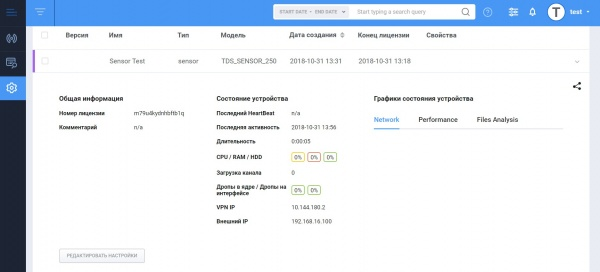 START DATE - END DATE
Start typing a search query
T
test
Версия Имя Тип Модель Дата создания Конец лицензии Свойства
Sensor Test sensor TDS_SENSOR_250 2018-10-31 13:31 2018-10-31 13:18
Общая информация
Номер лицензии
Комментарий n/a
Состояние устройства
Последний HeartBeat n/a
Последняя активность 2018-10-31 13:56
Длительность 0:00:05
CPU / RAM / HDD 0% 0% 0%
Загрузка канала 0
Дропы в ядре / Дропы на
интерфейсе 0% 0%
VPN IP 10.144.180.2
Внешний IP 192.168.16.100
Графики состояния устройства
Network Performance Files Analysis
РЕДАКТИРОВАТЬ НАСТРОЙКИ